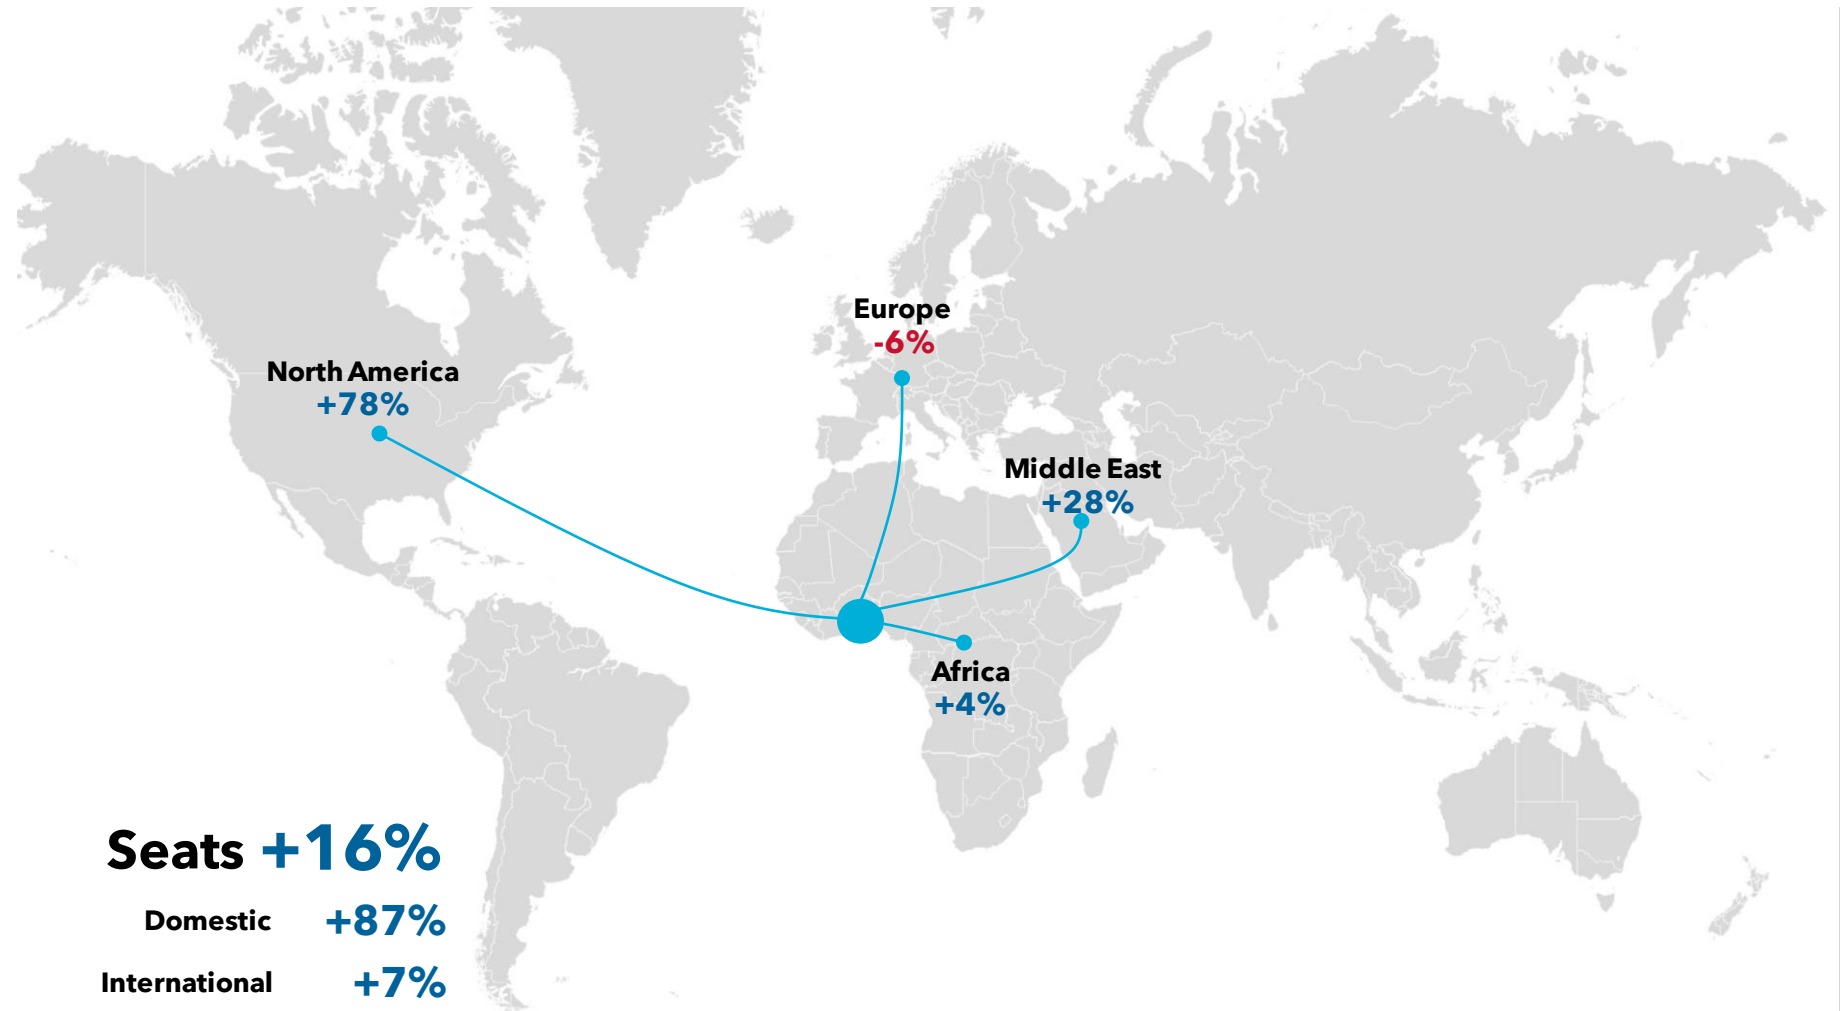 Europe
-6%
North America
+78%
Middle East
+28%
Africa
+4%
Seats +16%
Domestic +87%
International +7%